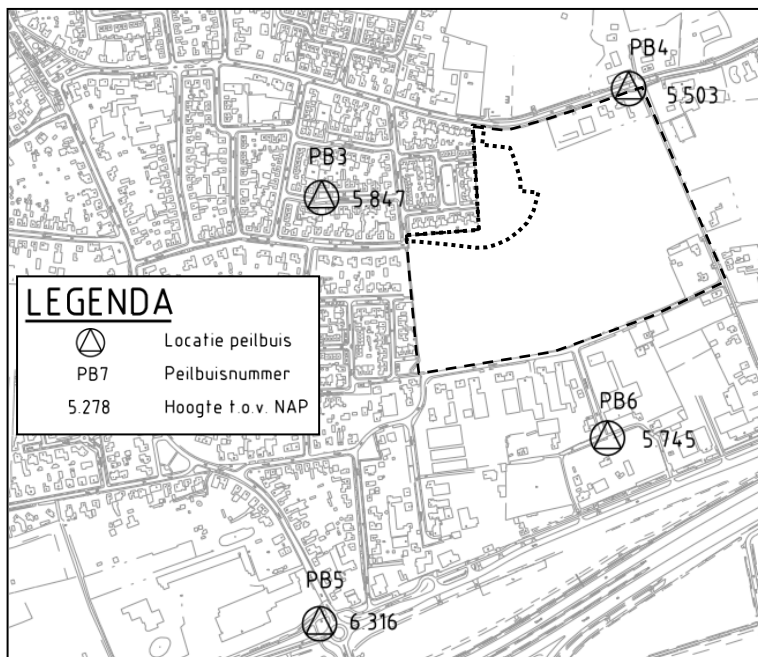 PB4
5.503
PB3
5.847
LEGENDA
Locatie peilbuis
PB7 Peilbuisnummer
5.278 Hoogte t.o.v. NAP
PB6
5.745
PB5
6.316